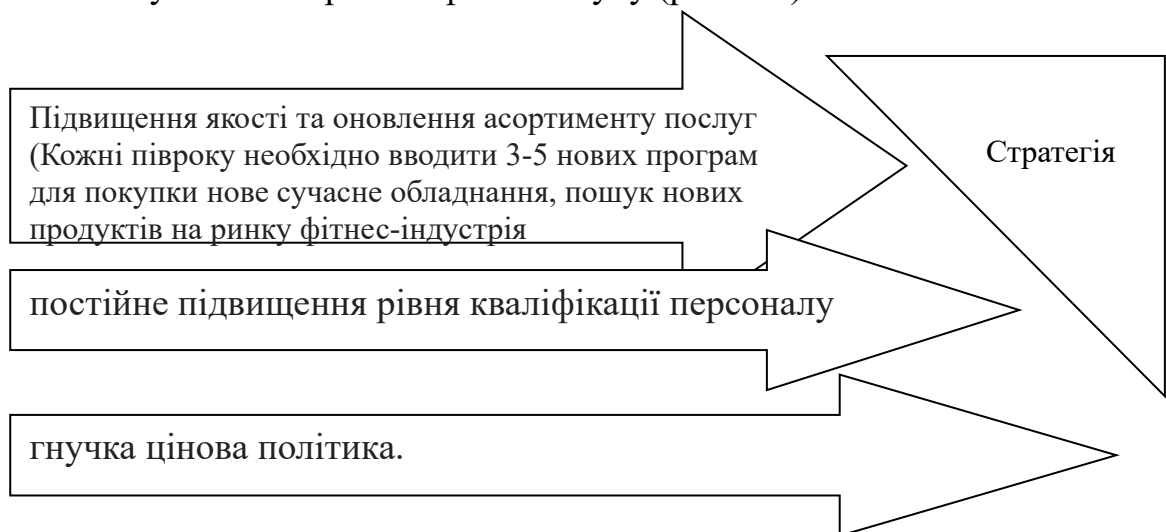 Підвищення якості та оновлення асортименту послуг
(Кожні півроку необхідно вводити 3-5 нових програм
для покупки нове сучасне обладнання, пошук нових
продуктів на ринку фітнес-індустрія
Стратегія
постійне підвищення рівня кваліфікації персоналу
гнучка цінова політика.